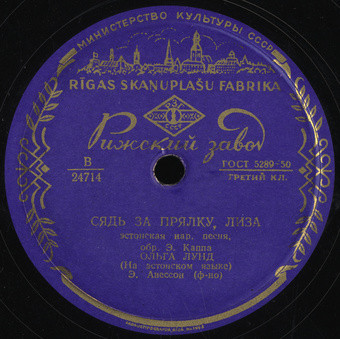 МИНИСТЕРСТВО КУЛЬТУРЫ СССР
RĪGAS SKAŅUPLAŠU FABRIKA
Рижский завод
В
24714
ГОСТ 5289-50
ТРЕТИЙ КЛ.
СЯДЬ ЗА ПРЯЛКУ, ЛИЗА
эстонская нар. песня,
обр. Э. Каппа
ОЛЬГА ЛУНД
(На эстонском языке)
Э. Авессон (ф-но)